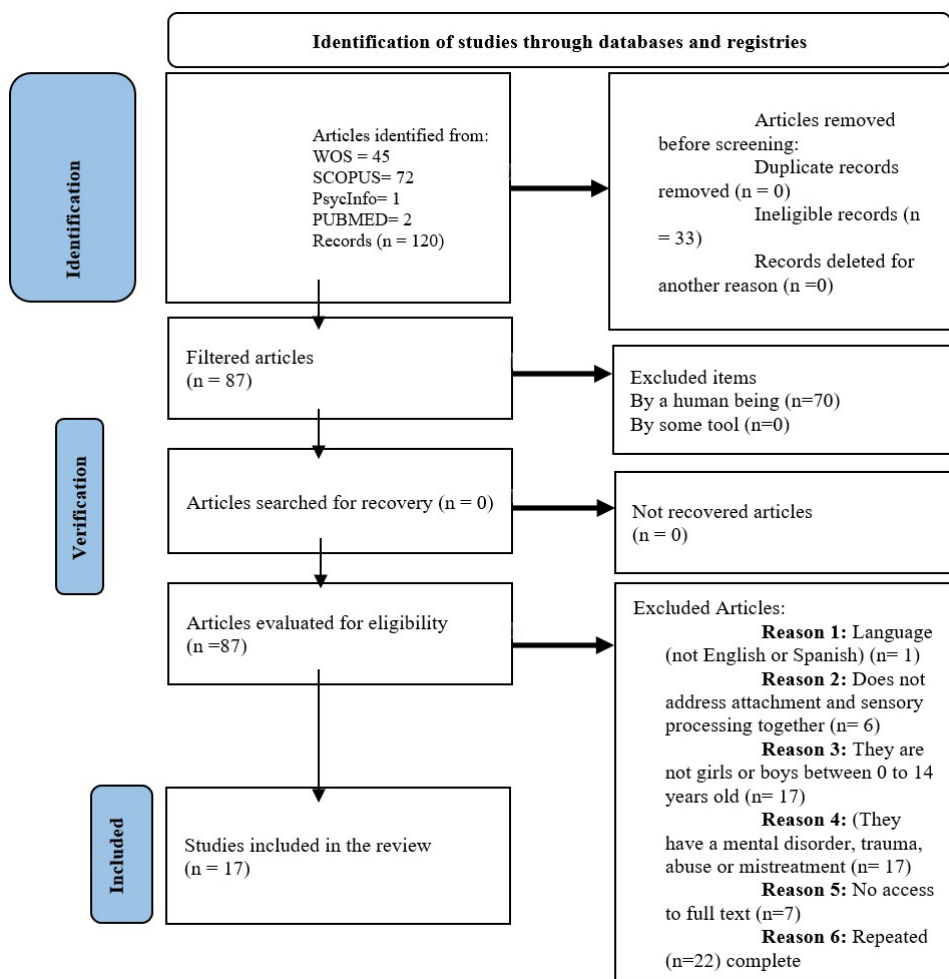 Identification of studies through databases and registries
Identification
Articles identified from:
WOS = 45
SCOPUS= 72
PsycInfo= 1
PUBMED= 2
Records (n = 120)
Articles removed
before screening:
Duplicate records
removed (n = 0)
Ineligible records (n
= 33)
Records deleted for
another reason (n =0)
Verification
Filtered articles
(n = 87)
Excluded items
By a human being (n=70)
By some tool (n=0)
Articles searched for recovery (n = 0)
Not recovered articles
(n = 0)
Articles evaluated for eligibility
(n =87)
Excluded Articles:
Reason 1: Language
(not English or Spanish) (n= 1)
Reason 2: Does not
address attachment and sensory
processing together (n= 6)
Reason 3: They are
not girls or boys between 0 to 14
years old (n= 17)
Reason 4: (They
have a mental disorder, trauma,
abuse or mistreatment (n= 17)
Reason 5: No access
to full text (n=7)
Reason 6: Repeated
(n=22) complete
Included
Studies included in the review
(n = 17)